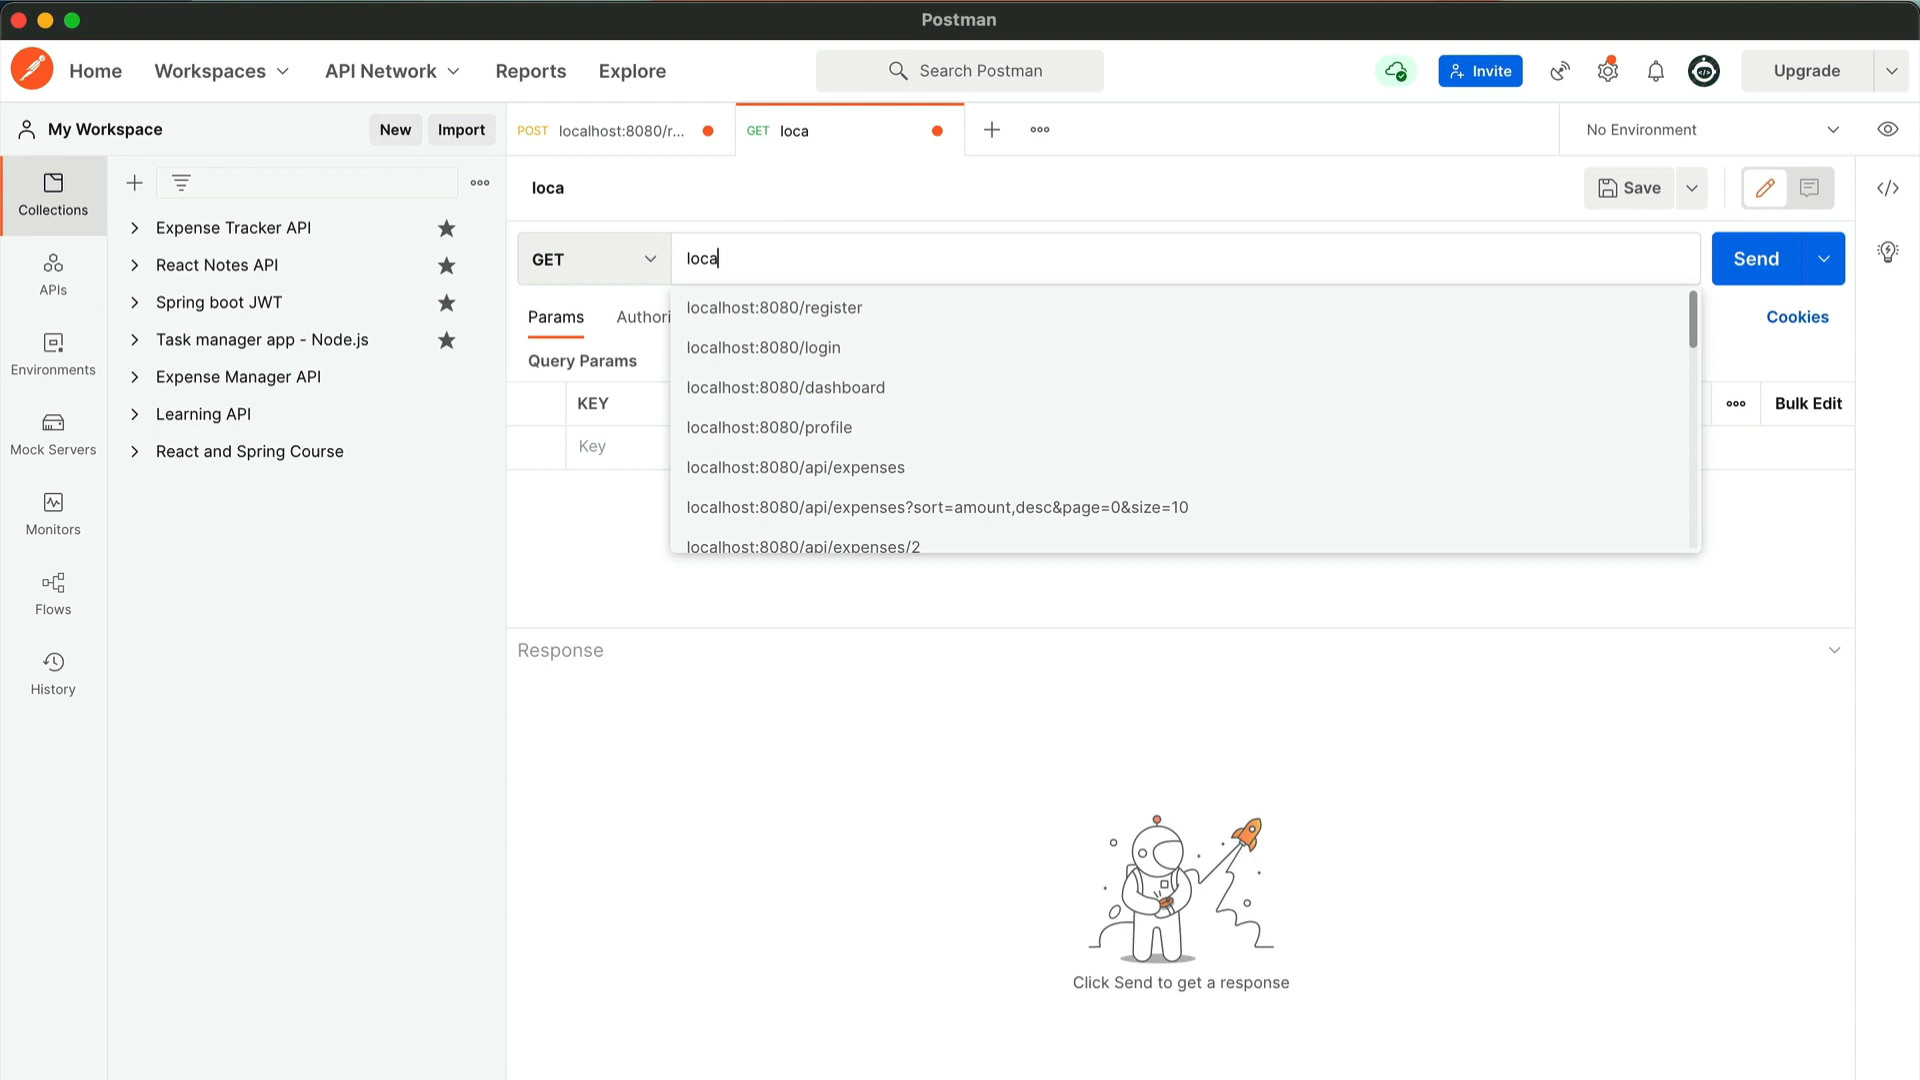 Postman
Home Workspaces API Network Reports Explore Search Postman Invite Upgrade
My Workspace New Import POST localhost:8080/r... GET loca No Environment
Collections
APIs
Environments
Mock Servers
Monitors
Flows
History
Expense Tracker API
React Notes API
Spring boot JWT
Task manager app - Node.js
Expense Manager API
Learning API
React and Spring Course
loca Save
GET loca Send
Params Authori Cookies
Query Params
KEY Bulk Edit
Key
localhost:8080/register
localhost:8080/login
localhost:8080/dashboard
localhost:8080/profile
localhost:8080/api/expenses
localhost:8080/api/expenses?sort=amount,desc&page=0&size=10
localhost:8080/api/expenses/2
Response
Click Send to get a response